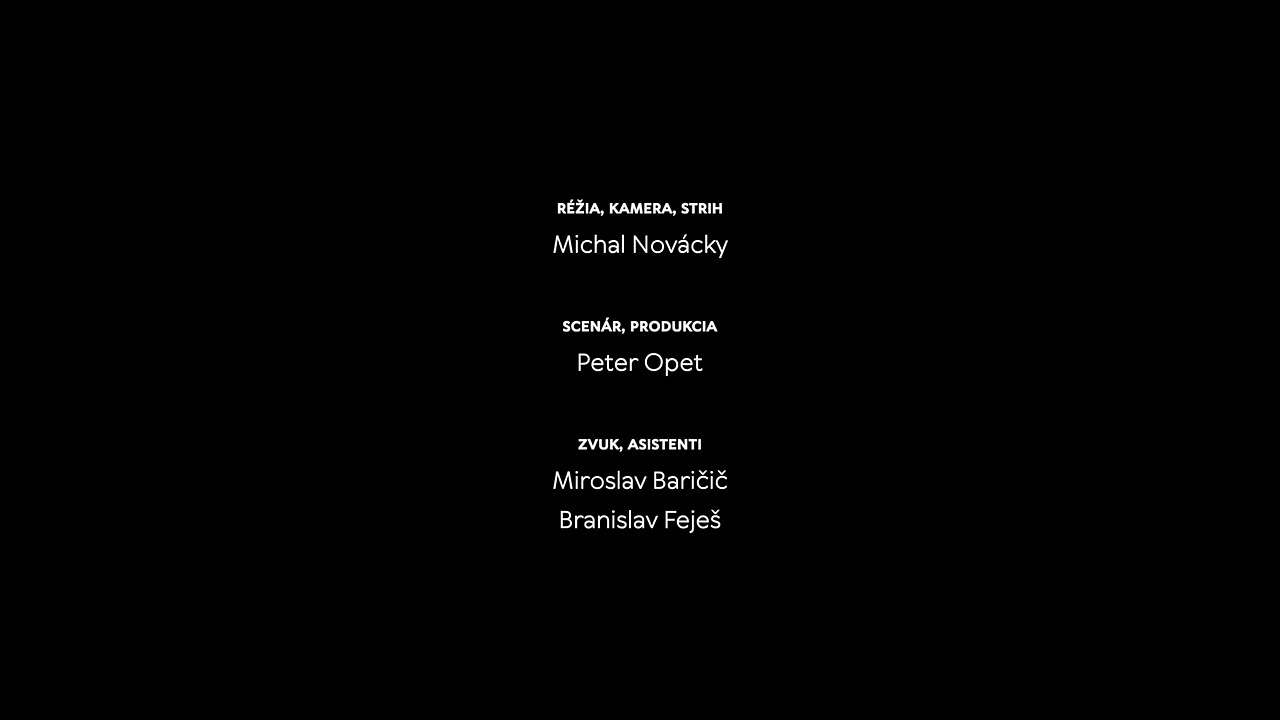 RÉŽIA, KAMERA, STRIH
Michal Novácky
SCENÁR, PRODUKCIA
Peter Opet
ZVUK, ASISTENTI
Miroslav Baričič
Branislav Feješ